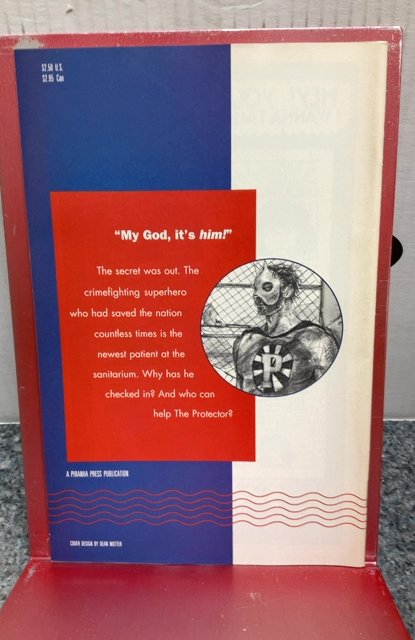 $2.50 U.S.
$2.95 Can
"My God, it's him!"
The secret was out. The
crimefighting superhero
who had saved the nation
countless times is the
newest patient at the
sanitarium. Why has he
checked in? And who can
help The Protector?
P
A PIRANHA PRESS PUBLICATION
COVER DESIGN BY DEAN MOTTER